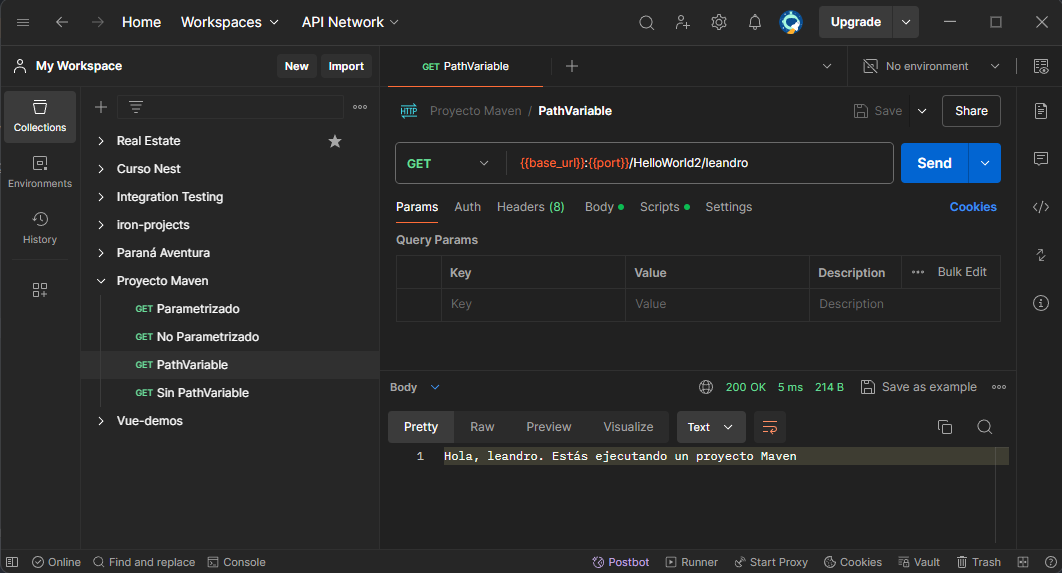 Home Workspaces API Network Upgrade
My Workspace New Import
GET PathVariable No environment
Collections
Environments
History
Real Estate
Curso Nest
Integration Testing
iron-projects
Paraná Aventura
Proyecto Maven
GET Parametrizado
GET No Parametrizado
GET PathVariable
GET Sin PathVariable
Vue-demos
HTTP Proyecto Maven / PathVariable Save Share
GET {{base_url}}:{{port}}/HelloWorld2/leandro Send
Params Auth Headers (8) Body Scripts Settings Cookies
Query Params
Key Value Description Bulk Edit
Key Value Description
Body 200 OK 5 ms 214 B Save as example
Pretty Raw Preview Visualize Text
1 Hola, leandro. Estás ejecutando un proyecto Maven
Online Find and replace Console Postbot Runner Start Proxy Cookies Vault Trash